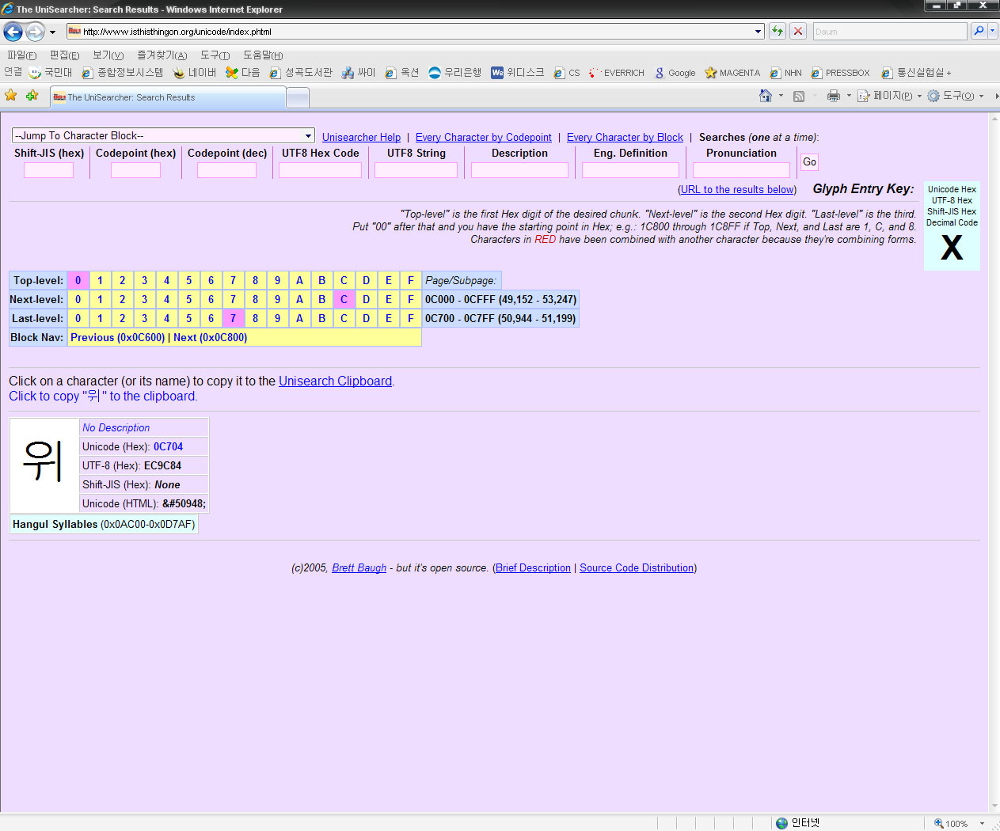 The UniSearcher: Search Results - Windows Internet Explorer
http://www.isthisthingon.org/unicode/index.phtml
Daum
파일(F) 편집(E) 보기(V) 즐겨찾기(A) 도구(T) 도움말(H)
연결 국민대 종합정보시스템 네이버 다음 성곡도서관 싸이 옥션 우리은행 위디스크 CS EVERRICH Google MAGENTA NHN PRESSBOX 통신실험실 +
The UniSearcher: Search Results 페이지(P) 도구(O)
--Jump To Character Block-- Unisearcher Help | Every Character by Codepoint | Every Character by Block | Searches (one at a time):
Shift-JIS (hex) Codepoint (hex) Codepoint (dec) UTF8 Hex Code UTF8 String Description Eng. Definition Pronunciation
Go
(URL to the results below) Glyph Entry Key:
Unicode Hex
UTF-8 Hex
Shift-JIS Hex
Decimal Code
X
"Top-level" is the first Hex digit of the desired chunk. "Next-level" is the second Hex digit. "Last-level" is the third.
Put "00" after that and you have the starting point in Hex; e.g.: 1C800 through 1C8FF if Top, Next, and Last are 1, C, and 8.
Characters in RED have been combined with another character because they're combining forms.
Top-level: 0 1 2 3 4 5 6 7 8 9 A B C D E F Page/Subpage:
Next-level: 0 1 2 3 4 5 6 7 8 9 A B C D E F 0C000 - 0CFFF (49,152 - 53,247)
Last-level: 0 1 2 3 4 5 6 7 8 9 A B C D E F 0C700 - 0C7FF (50,944 - 51,199)
Block Nav: Previous (0x0C600) | Next (0x0C800)
Click on a character (or its name) to copy it to the Unisearch Clipboard.
Click to copy "위" to the clipboard.
위
No Description
Unicode (Hex): 0C704
UTF-8 (Hex): EC9C84
Shift-JIS (Hex): None
Unicode (HTML): &#50948;
Hangul Syllables (0x0AC00-0x0D7AF)
(c)2005, Brett Baugh - but it's open source. (Brief Description | Source Code Distribution)
인터넷 100%